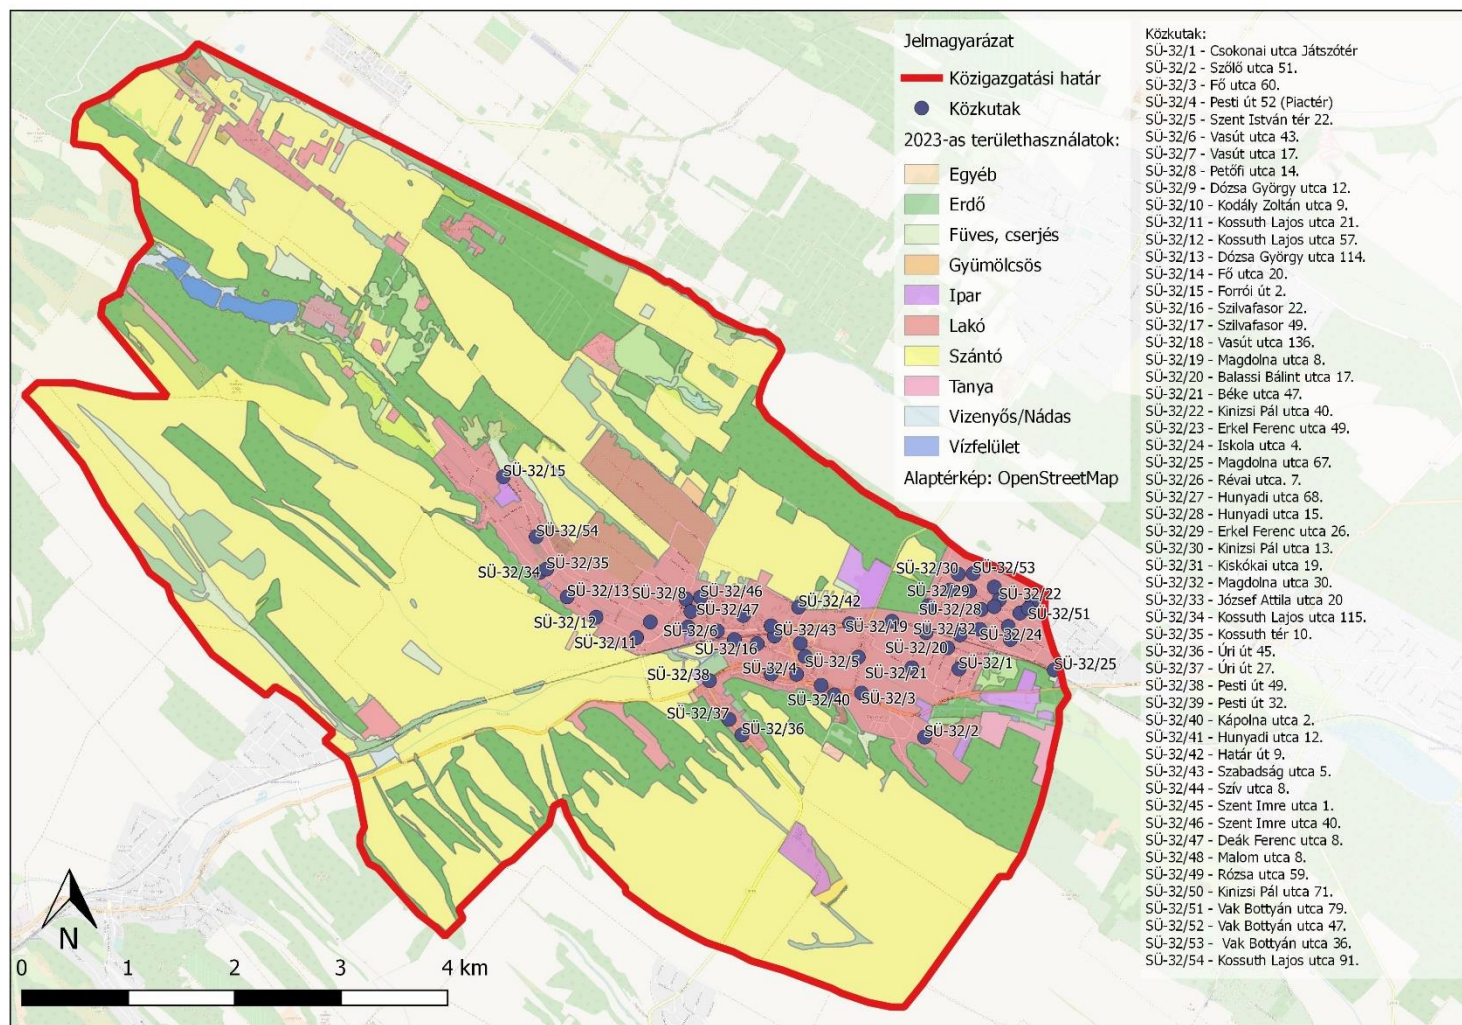 Jelmagyarázat
Közigazgatási határ
Közkutak
2023-as területhasználatok:
Egyéb
Erdő
Füves, cserjés
Gyümölcsös
Ipar
Lakó
Szántó
Tanya
Vizenyős/Nádas
Vízfelület
Alaptérkép: OpenStreetMap
Közkutak:
SÜ-32/1 - Csokonai utca Játszótér
SÜ-32/2 - Szőlő utca 51.
SÜ-32/3 - Fő utca 60.
SÜ-32/4 - Pesti út 52 (Piactér)
SÜ-32/5 - Szent István tér 22.
SÜ-32/6 - Vasút utca 43.
SÜ-32/7 - Vasút utca 17.
SÜ-32/8 - Petőfi utca 14.
SÜ-32/9 - Dózsa György utca 12.
SÜ-32/10 - Kodály Zoltán utca 9.
SÜ-32/11 - Kossuth Lajos utca 21.
SÜ-32/12 - Kossuth Lajos utca 57.
SÜ-32/13 - Dózsa György utca 114.
SÜ-32/14 - Fő utca 20.
SÜ-32/15 - Forrói út 2.
SÜ-32/16 - Szilvafasor 22.
SÜ-32/17 - Szilvafasor 49.
SÜ-32/18 - Vasút utca 136.
SÜ-32/19 - Magdolna utca 8.
SÜ-32/20 - Balassi Bálint utca 17.
SÜ-32/21 - Béke utca 47.
SÜ-32/22 - Kinizsi Pál utca 40.
SÜ-32/23 - Erkel Ferenc utca 49.
SÜ-32/24 - Iskola utca 4.
SÜ-32/25 - Magdolna utca 67.
SÜ-32/26 - Révai utca. 7.
SÜ-32/27 - Hunyadi utca 68.
SÜ-32/28 - Hunyadi utca 15.
SÜ-32/29 - Erkel Ferenc utca 26.
SÜ-32/30 - Kinizsi Pál utca 13.
SÜ-32/31 - Kiskókai utca 19.
SÜ-32/32 - Magdolna utca 30.
SÜ-32/33 - József Attila utca 20
SÜ-32/34 - Kossuth Lajos utca 115.
SÜ-32/35 - Kossuth tér 10.
SÜ-32/36 - Úri út 45.
SÜ-32/37 - Úri út 27.
SÜ-32/38 - Pesti út 49.
SÜ-32/39 - Pesti út 32.
SÜ-32/40 - Kápolna utca 2.
SÜ-32/41 - Hunyadi utca 12.
SÜ-32/42 - Határ út 9.
SÜ-32/43 - Szabadság utca 5.
SÜ-32/44 - Szív utca 8.
SÜ-32/45 - Szent Imre utca 1.
SÜ-32/46 - Szent Imre utca 40.
SÜ-32/47 - Deák Ferenc utca 8.
SÜ-32/48 - Malom utca 8.
SÜ-32/49 - Rózsa utca 59.
SÜ-32/50 - Kinizsi Pál utca 71.
SÜ-32/51 - Vak Bottyán utca 79.
SÜ-32/52 - Vak Bottyán utca 47.
SÜ-32/53 - Vak Bottyán utca 36.
SÜ-32/54 - Kossuth Lajos utca 91.
SÜ-32/15
SÜ-32/54
SÜ-32/35
SÜ-32/34
SÜ-32/13
SÜ-32/8
SÜ-32/46
SÜ-32/42
SÜ-32/30
SÜ-32/53
SÜ-32/29
SÜ-32/22
SÜ-32/28
SÜ-32/51
SÜ-32/12
SÜ-32/47
SÜ-32/11
SÜ-32/6
SÜ-32/43
SÜ-32/19
SÜ-32/32
SÜ-32/24
SÜ-32/16
SÜ-32/20
SÜ-32/38
SÜ-32/4
SÜ-32/5
SÜ-32/21
SÜ-32/1
SÜ-32/25
SÜ-32/40
SÜ-32/3
SÜ-32/37
SÜ-32/36
SÜ-32/2
N
0 1 2 3 4 km